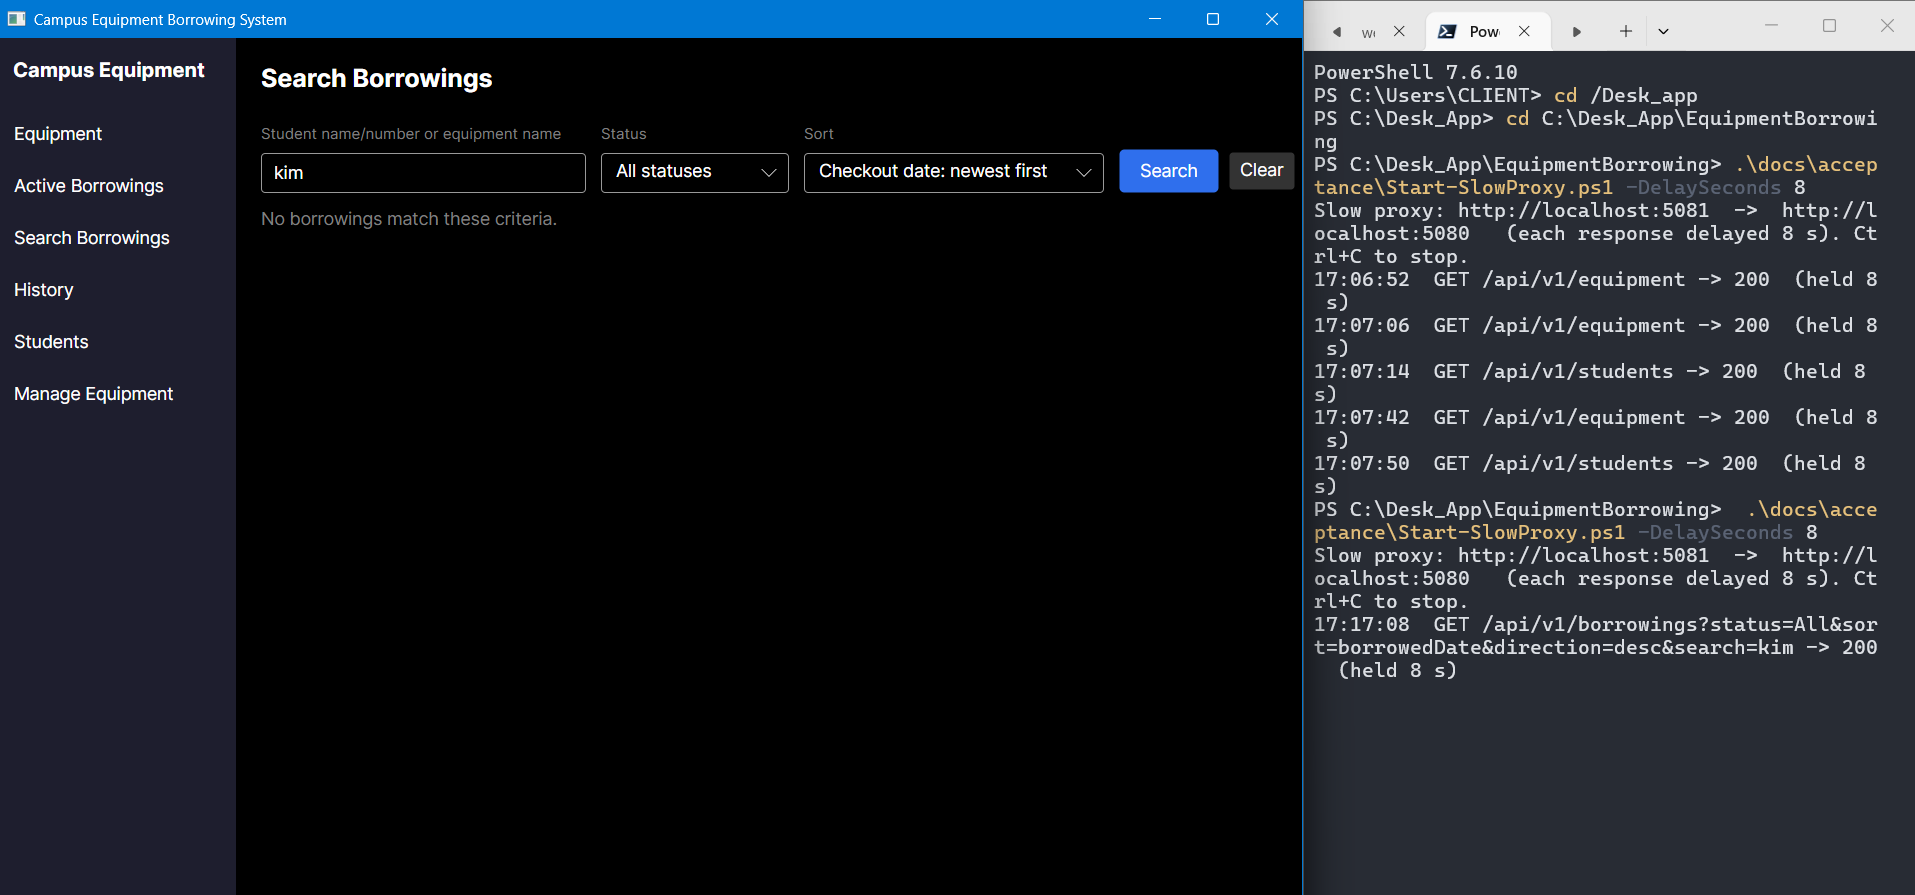 Campus Equipment Borrowing System
Campus Equipment
Equipment
Active Borrowings
Search Borrowings
History
Students
Manage Equipment
Search Borrowings
Student name/number or equipment name
Status
Sort
kim
All statuses
Checkout date: newest first
Search
Clear
No borrowings match these criteria.
Pow
PowerShell 7.6.10
PS C:\Users\CLIENT> cd /Desk_app
PS C:\Desk_App> cd C:\Desk_App\EquipmentBorrowi
ng
PS C:\Desk_App\EquipmentBorrowing> .\docs\accep
tance\Start-SlowProxy.ps1 -DelaySeconds 8
Slow proxy: http://localhost:5081  ->  http://l
ocalhost:5080   (each response delayed 8 s). Ct
rl+C to stop.
17:06:52  GET /api/v1/equipment -> 200  (held 8
s)
17:07:06  GET /api/v1/equipment -> 200  (held 8
s)
17:07:14  GET /api/v1/students -> 200  (held 8
s)
17:07:42  GET /api/v1/equipment -> 200  (held 8
s)
17:07:50  GET /api/v1/students -> 200  (held 8
s)
PS C:\Desk_App\EquipmentBorrowing>  .\docs\acce
ptance\Start-SlowProxy.ps1 -DelaySeconds 8
Slow proxy: http://localhost:5081  ->  http://l
ocalhost:5080   (each response delayed 8 s). Ct
rl+C to stop.
17:17:08  GET /api/v1/borrowings?status=All&sor
t=borrowedDate&direction=desc&search=kim -> 200
(held 8 s)